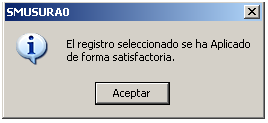 SMUSURA0
El registro seleccionado se ha Aplicado
de forma satisfactoria.
Aceptar